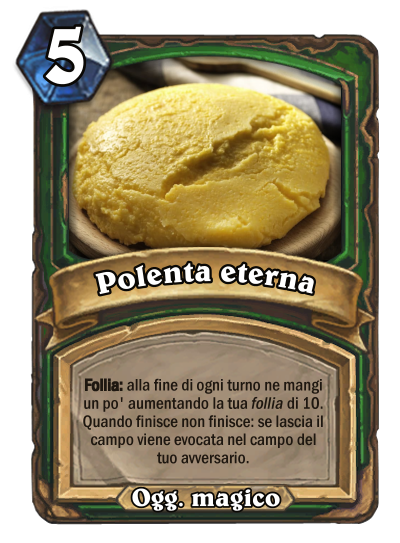 5
Polenta eterna
Follia: alla fine di ogni turno ne mangi
un po' aumentando la tua follia di 10.
Quando finisce non finisce: se lascia il
campo viene evocata nel campo del
tuo avversario.
Ogg. magico